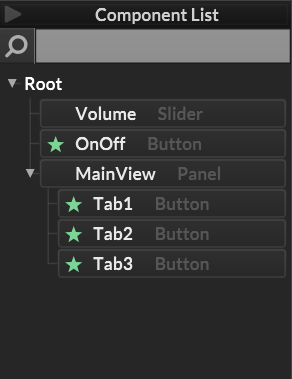 Component List
Root
Volume Slider
OnOff Button
MainView Panel
Tab1 Button
Tab2 Button
Tab3 Button